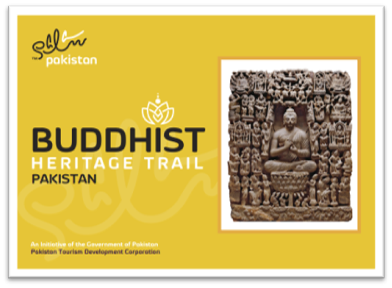 pakistan
BUDDHIST
HERITAGE TRAIL
PAKISTAN
An Initiative of the Government of Pakistan
Pakistan Tourism Development Corporation